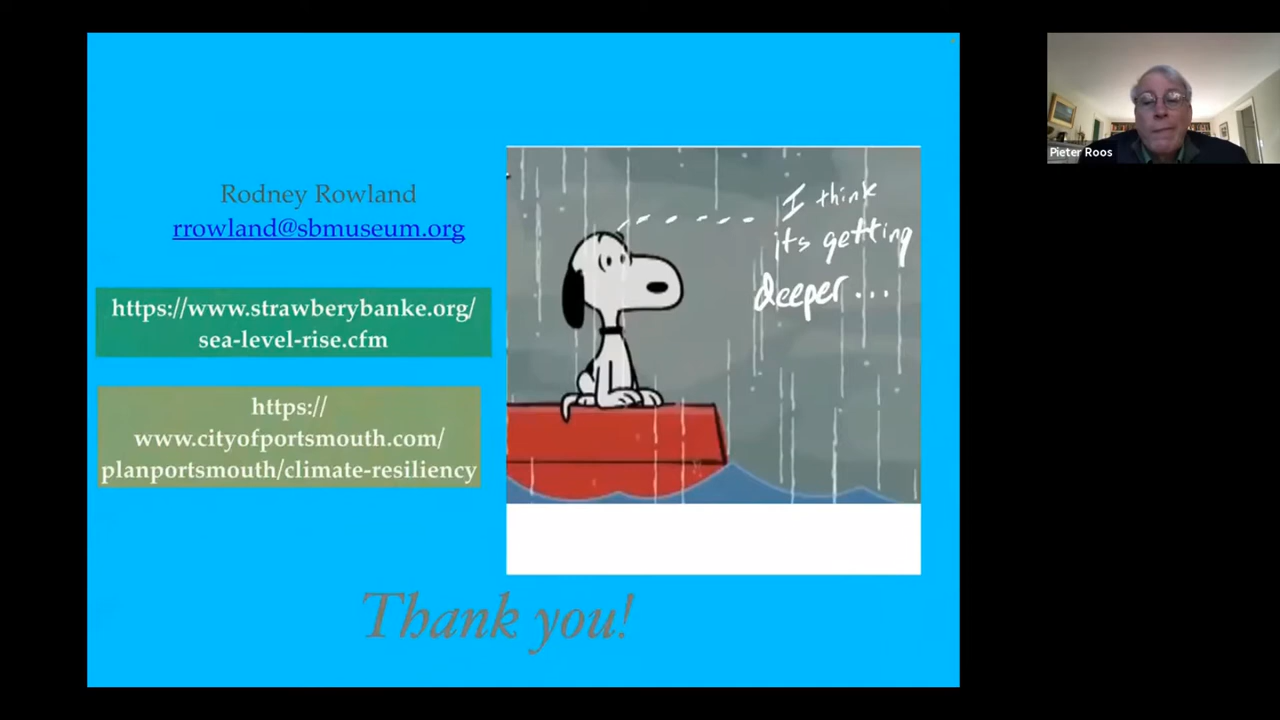 Rodney Rowland
rrowland@sbmuseum.org
https://www.strawberybanke.org/
sea-level-rise.cfm
https://
www.cityofportsmouth.com/
planportsmouth/climate-resiliency
I think
its getting
deeper...
Thank you!
Pieter Roos